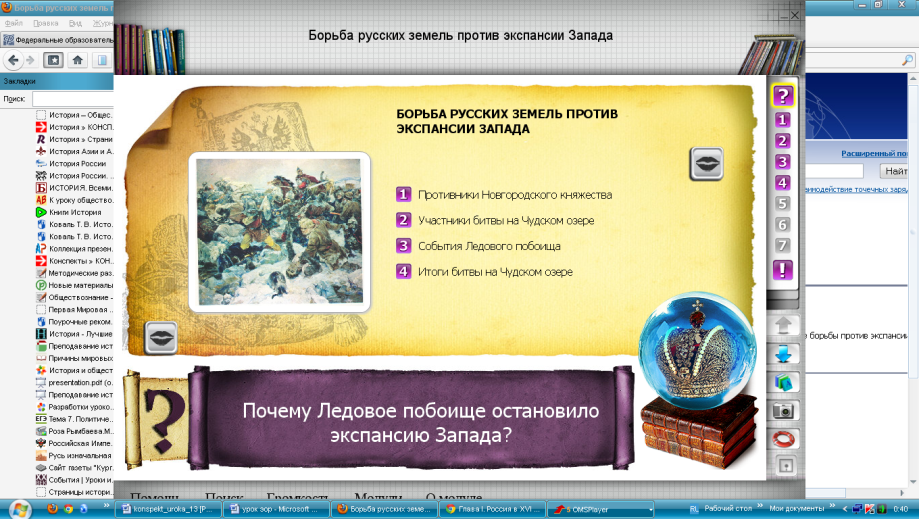 Борьба русских земель п
Файл Правка Вид Журн
Федеральные образователь
Закладки
Поиск:
История — Общес...
История » КОНСП...
История » Страни
История Азии и А...
История России
История России. ...
ИСТОРИЯ. Всеми...
К уроку обществ...
Книги История
Коваль Т. В. Исто...
Коваль Т. В. Исто...
Коллекция презен...
Конспекты » КОН...
Методические раз...
Новые материалы
Обществознание - ...
Первая Мировая ...
Поурочные реком...
История - Лучшие
Преподавание ист
Причины мировых
История и общест
presentation.pdf (о...
Преподавание ист
Разработки уроко...
Тема 7. Политиче...
Роза Рымбаева.М...
Российская Импе...
Русь изначальная
Сайт газеты "Кург...
События | Уроки и...
Страницы истори...
Борьба русских земель против экспансии Запада
БОРЬБА РУССКИХ ЗЕМЕЛЬ ПРОТИВ
ЭКСПАНСИИ ЗАПАДА
1 Противники Новгородского княжества
2 Участники битвы на Чудском озере
3 События Ледового побоища
4 Итоги битвы на Чудском озере
?
Почему Ледовое побоище остановило
экспансию Запада?
?
1
2
3
4
5
6
7
!
Расширенный по
Найт
аимодействие точечных заряд
о борьбы против экспансии
Помощь Поиск Громкость Модули О модуле
konspekt_uroka_13 [Р...
урок эор - Microsoft ...
Борьба русских земе...
Глава I. Россия в XVI ...
5 OMSPlayer
RL
Рабочий стол »
Мои документы »
0:40